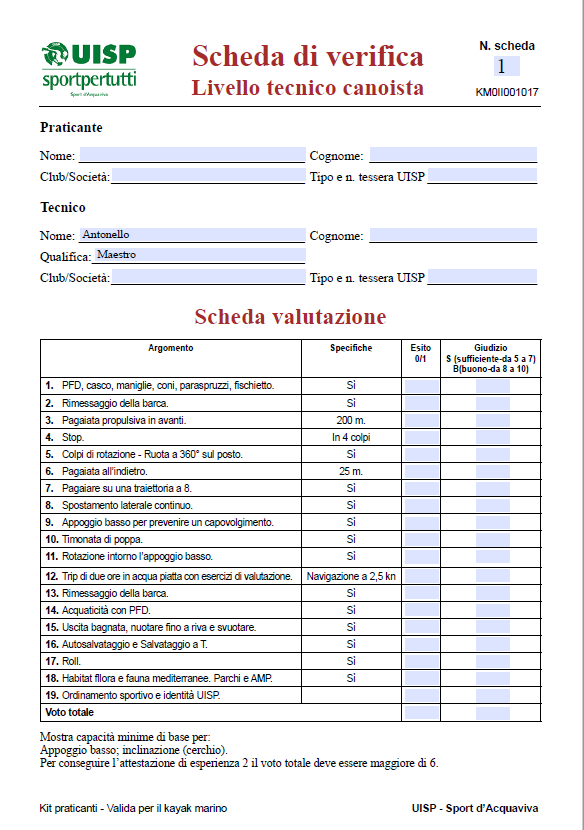 UISP
sportpertutti
Sport d'Acquaviva
Scheda di verifica
Livello tecnico canoista
N. scheda
1
KM0II001017
Praticante
Nome: Cognome:
Club/Società: Tipo e n. tessera UISP
Tecnico
Nome: Antonello Cognome:
Qualifica: Maestro
Club/Società: Tipo e n. tessera UISP
Scheda valutazione
Argomento Specifiche Esito 0/1 Giudizio S (sufficiente-da 5 a 7) B(buono-da 8 a 10)
1. PFD, casco, maniglie, coni, paraspruzzi, fischietto. Sì
2. Rimessaggio della barca. Sì
3. Pagaiata propulsiva in avanti. 200 m.
4. Stop. In 4 colpi
5. Colpi di rotazione - Ruota a 360° sul posto. Sì
6. Pagaiata all'indietro. 25 m.
7. Pagaiare su una traiettoria a 8. Sì
8. Spostamento laterale continuo. Sì
9. Appoggio basso per prevenire un capovolgimento. Sì
10. Timonata di poppa. Sì
11. Rotazione intorno l'appoggio basso. Sì
12. Trip di due ore in acqua piatta con esercizi di valutazione. Navigazione a 2,5 kn
13. Rimessaggio della barca. Sì
14. Acquaticità con PFD. Sì
15. Uscita bagnata, nuotare fino a riva e svuotare. Sì
16. Autosalvataggio e Salvataggio a T. Sì
17. Roll. Sì
18. Habitat fllora e fauna mediterranee. Parchi e AMP. Sì
19. Ordinamento sportivo e identità UISP.
Voto totale
Mostra capacità minime di base per:
Appoggio basso; inclinazione (cerchio).
Per conseguire l'attestazione di esperienza 2 il voto totale deve essere maggiore di 6.
Kit praticanti - Valida per il kayak marino UISP - Sport d'Acquaviva